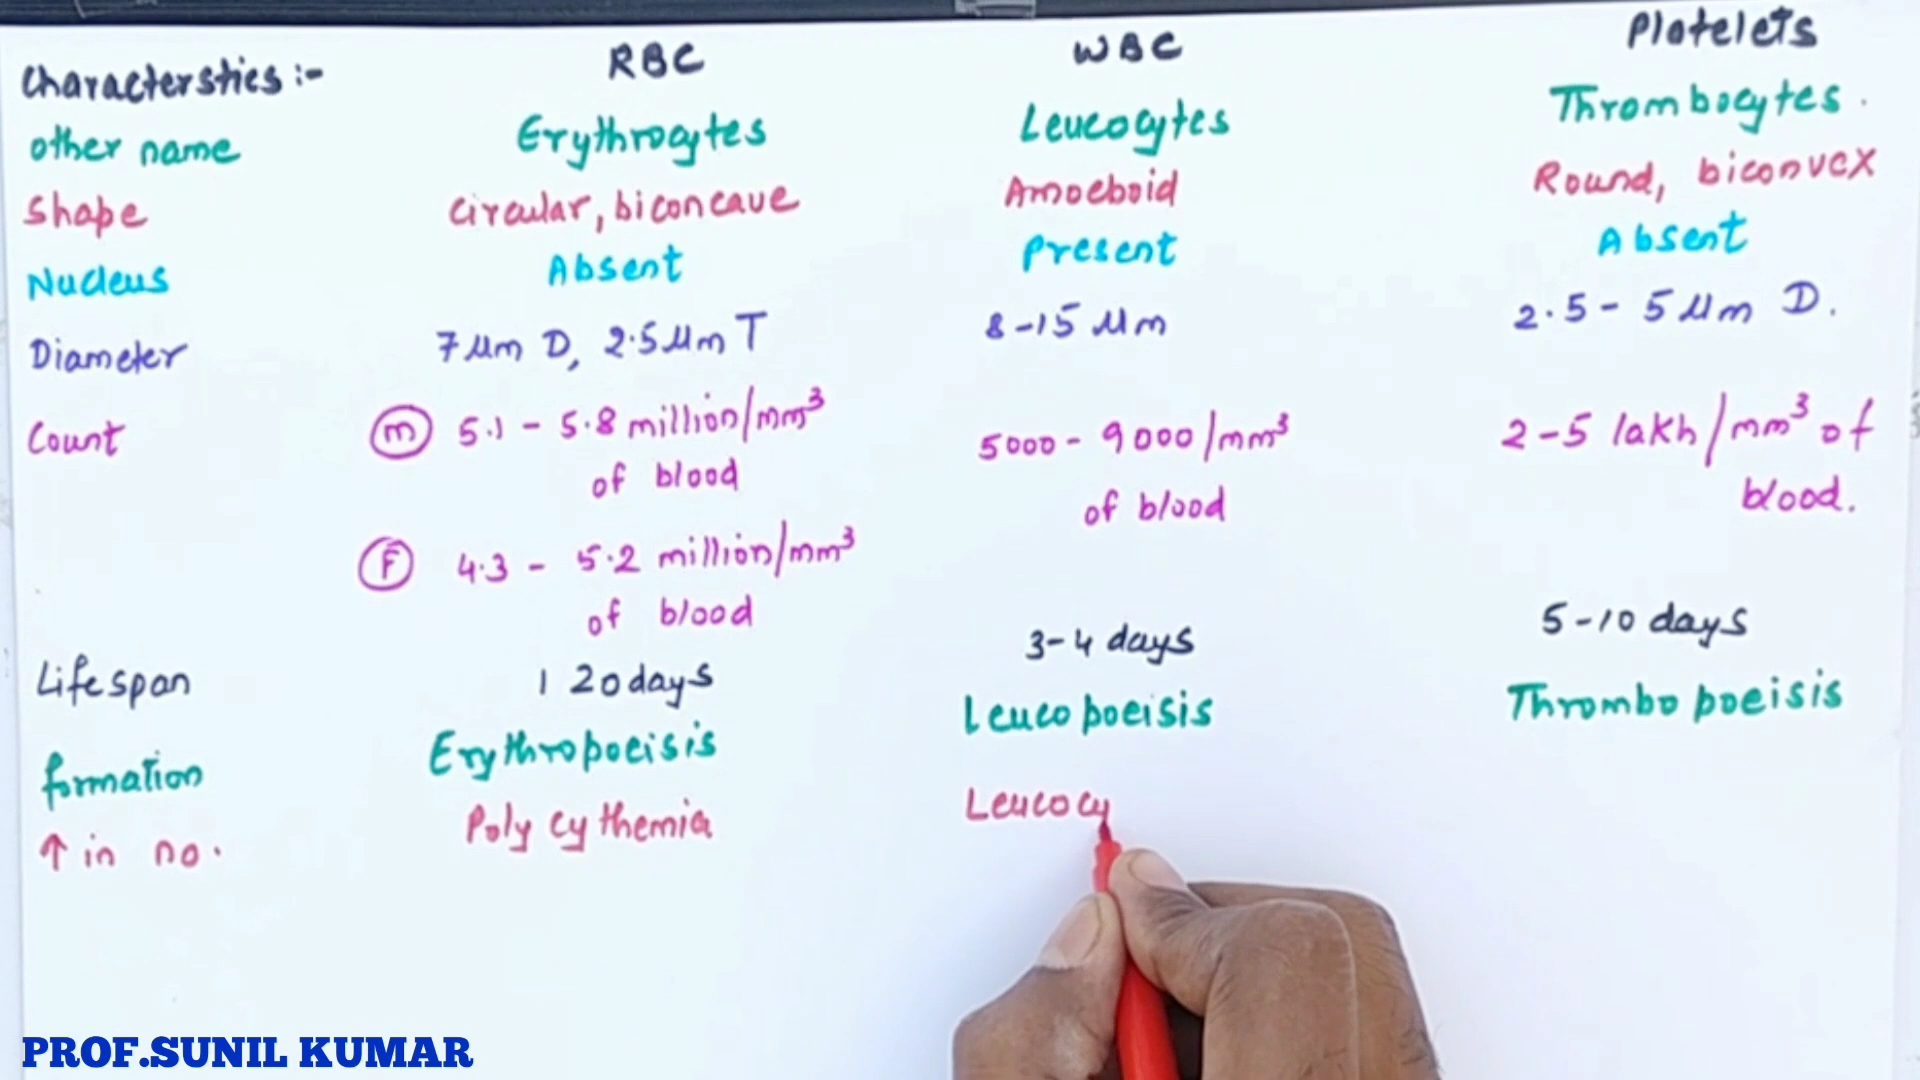 Characterstics :- RBC WBC Platelets
other name Erythrocytes Leucocytes Thrombocytes.
Shape Circular, biconcave Amoeboid Round, biconvex
Nucleus Absent Present Absent
Diameter 7 µm D, 2.5 µm T 8-15 µm 2.5 - 5 µm D.
Count (m) 5.1 - 5.8 million/mm³ 5000 - 9000/mm³ 2-5 lakh/mm³ of
of blood of blood blood.
(F) 4.3 - 5.2 million/mm³
of blood
Lifespan 120 days 3-4 days 5-10 days
formation Erythropoeisis Leucopoeisis Thrombopoeisis
↑ in no. Polycythemia Leucocy
PROF.SUNIL KUMAR